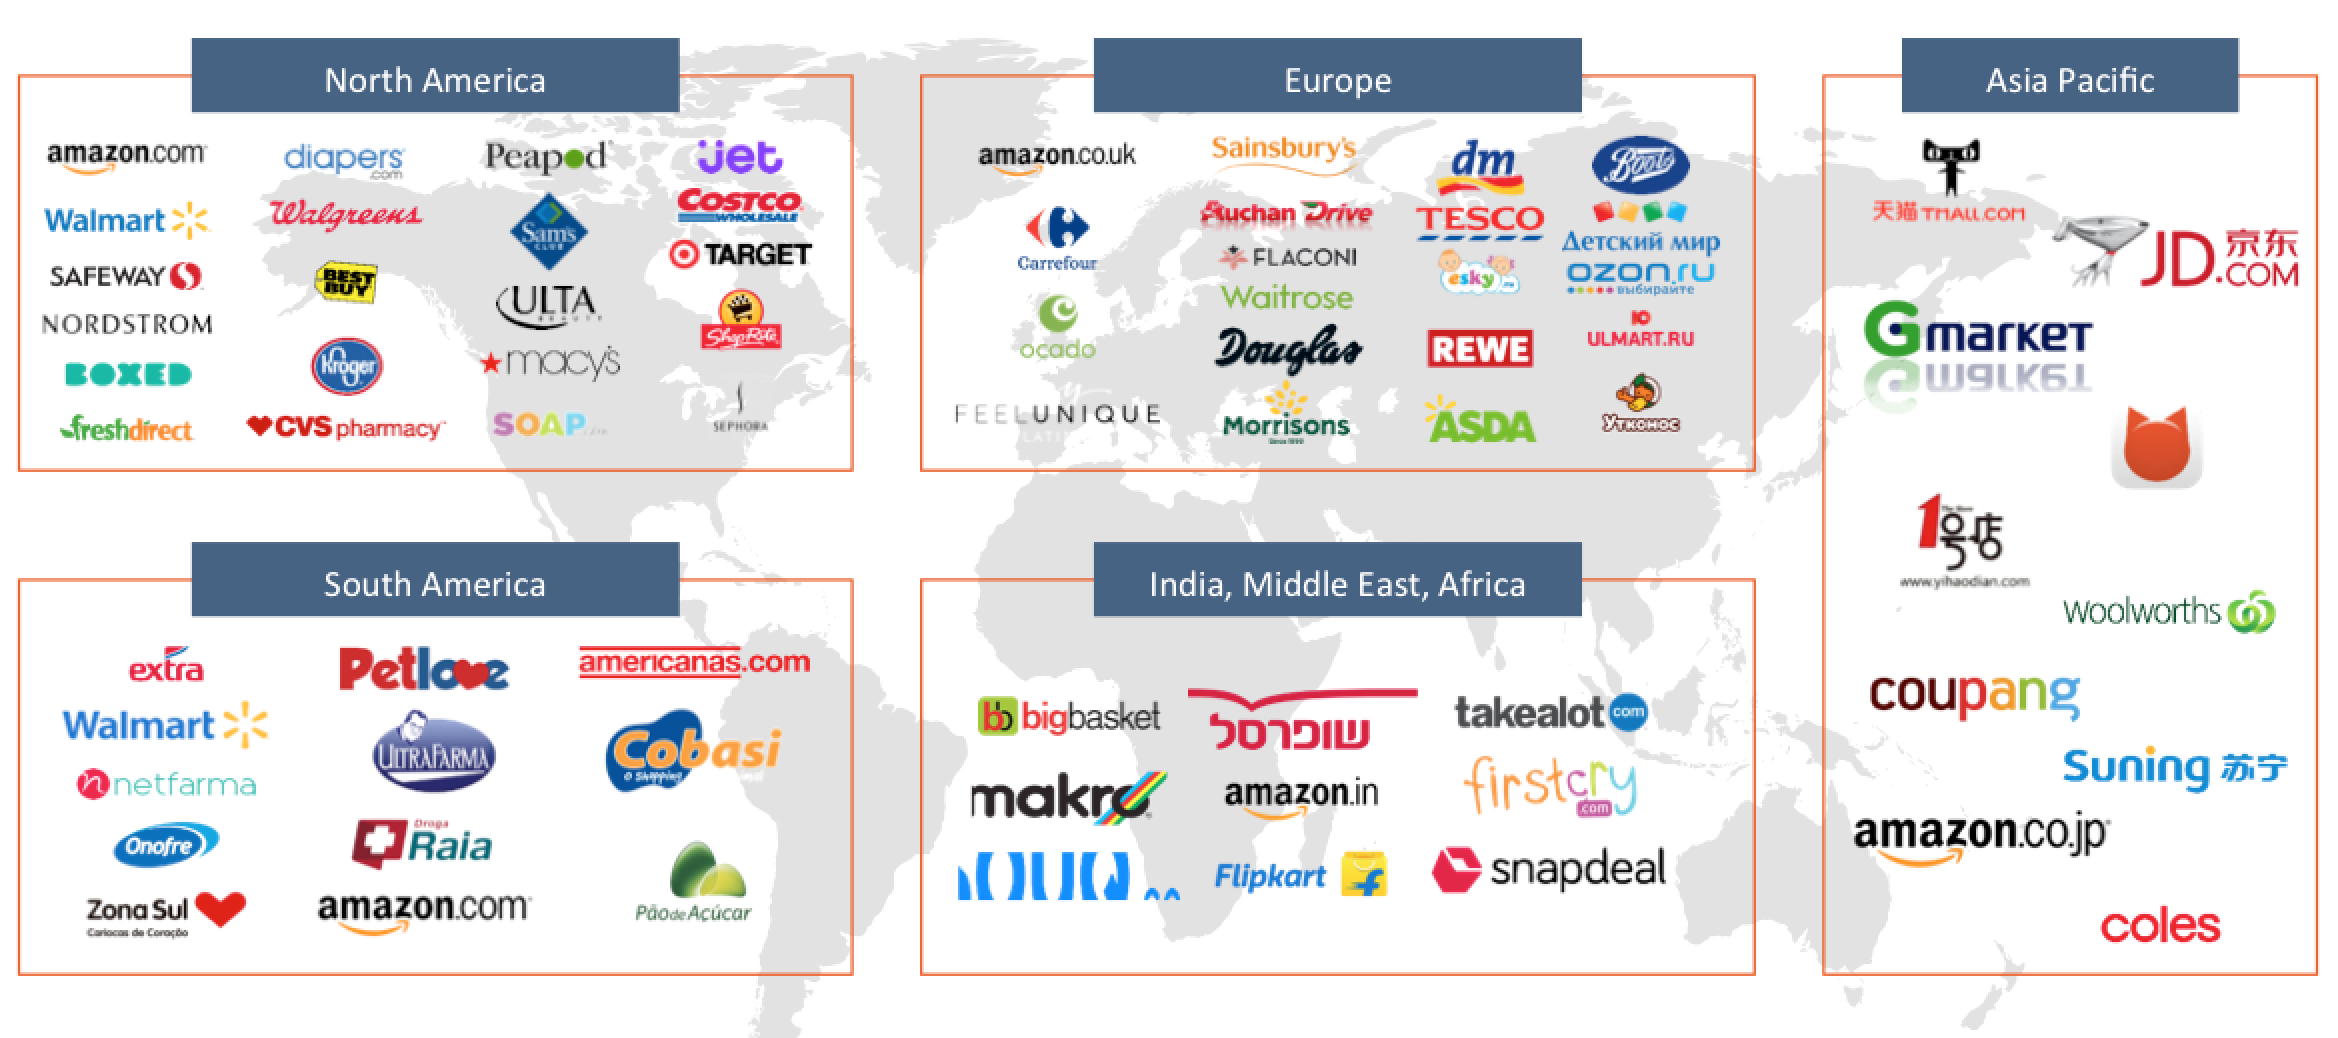 North America
amazon.com
diapers
.com
Peapod
jet
Walmart
Walgreens
Sam's
CLUB
COSTCO
WHOLESALE
SAFEWAY
BEST
BUY
TARGET
NORDSTROM
ULTA
BEAUTY
ShopRite
BOXED
Kroger
macy's
freshdirect
CVS pharmacy
SOAP.com
SEPHORA
Europe
amazon.co.uk
Sainsbury's
dm
Boots
Carrefour
Auchan Drive
TESCO
Детский мир
FLACONI
esky.ru
ozon.ru
выбирайте
ocado
Waitrose
Douglas
REWE
ULMART.RU
FEELUNIQUE
Morrisons
Since 1899
ASDA
Утконос
Asia Pacific
天猫 TMALL.COM
JD.京东
.COM
Gmarket
1号店
www.yihaodian.com
Woolworths
coupang
Suning 苏宁
amazon.co.jp
coles
South America
extra
Petlove
americanas.com
Walmart
UltraFarma
Cobasi
o Shopping
netfarma
Onofre
Droga
Raia
Zona Sul
Cariocas de Coração
amazon.com
Pão de Açúcar
India, Middle East, Africa
bigbasket
שופרסל
takealot com
makro
amazon.in
firstcry
.com
Flipkart
snapdeal